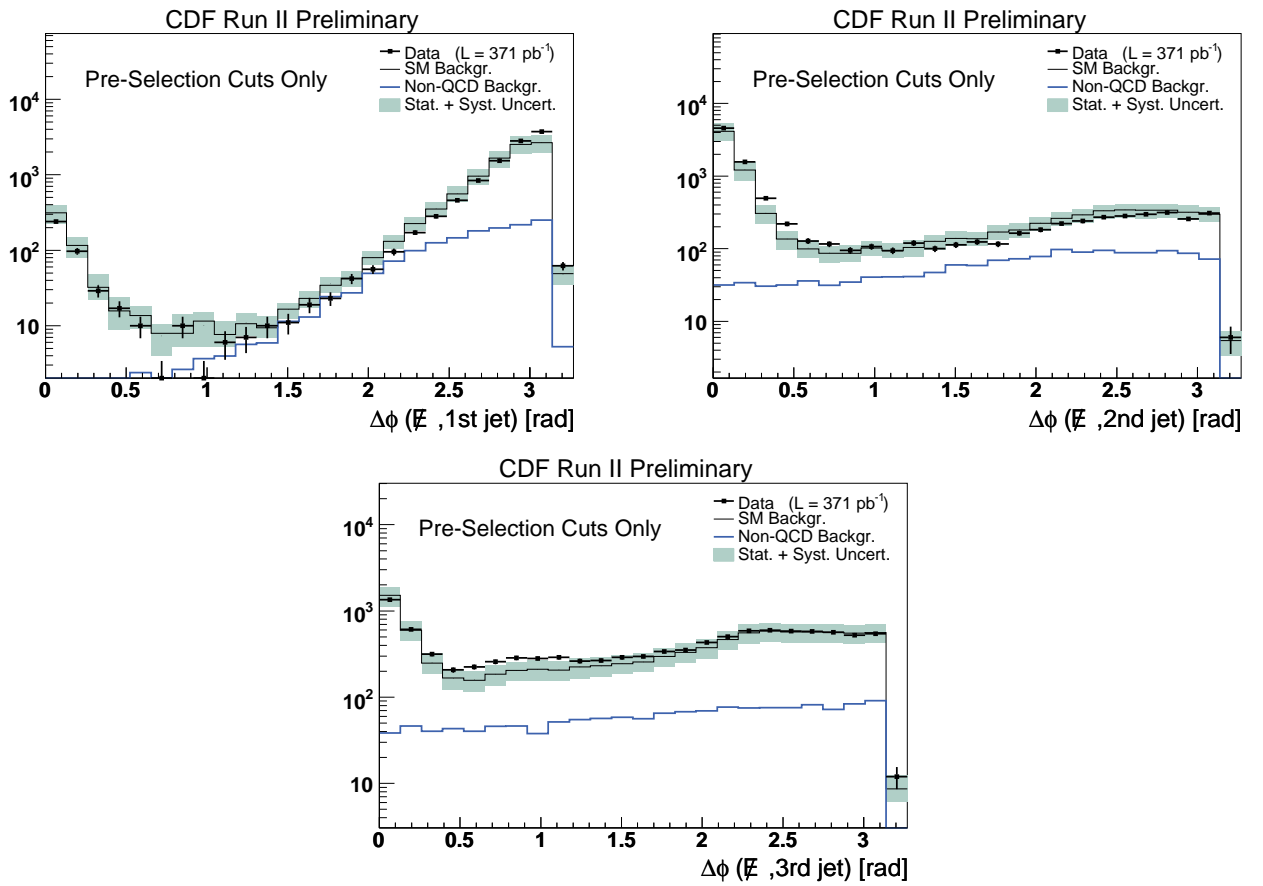 CDF Run II Preliminary
Pre-Selection Cuts Only
Data (L = 371 pb⁻¹)
SM Backgr.
Non-QCD Backgr.
Stat. + Syst. Uncert.
10⁴
10³
10²
10
0 0.5 1 1.5 2 2.5 3
Δϕ (E̸ ,1st jet) [rad]
CDF Run II Preliminary
Pre-Selection Cuts Only
Data (L = 371 pb⁻¹)
SM Backgr.
Non-QCD Backgr.
Stat. + Syst. Uncert.
10⁴
10³
10²
10
0 0.5 1 1.5 2 2.5 3
Δϕ (E̸ ,2nd jet) [rad]
CDF Run II Preliminary
Pre-Selection Cuts Only
Data (L = 371 pb⁻¹)
SM Backgr.
Non-QCD Backgr.
Stat. + Syst. Uncert.
10⁴
10³
10²
10
0 0.5 1 1.5 2 2.5 3
Δϕ (E̸ ,3rd jet) [rad]